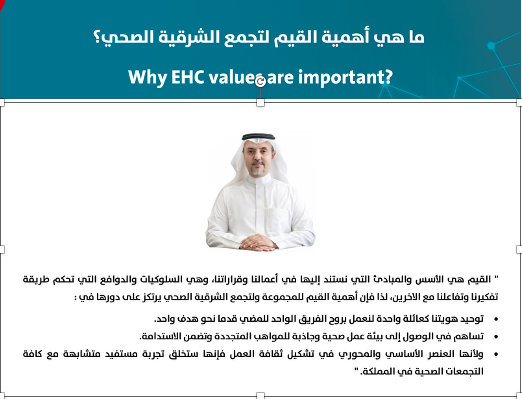 ما هي أهمية القيم لتجمع الشرقية الصحي؟
Why EHC values are important?
" القيم هي الأسس والمبادئ التي نستند إليها في أعمالنا وقراراتنا، وهي السلوكيات والدوافع التي تحكم طريقة
تفكيرنا وتفاعلنا مع الآخرين، لذا فإن أهمية القيم للمجموعة ولتجمع الشرقية الصحي يرتكز على دورها في :
• توحيد هويتنا كعائلة واحدة لنعمل بروح الفريق الواحد للمضي قدما نحو هدف واحد.
• تساهم في الوصول إلى بيئة عمل صحية وجاذبة للمواهب المتجددة وتضمن الاستدامة.
• ولأنها العنصر الأساسي والمحوري في تشكيل ثقافة العمل فإنها ستخلق تجربة مستفيد متشابهة مع كافة
التجمعات الصحية في المملكة. "